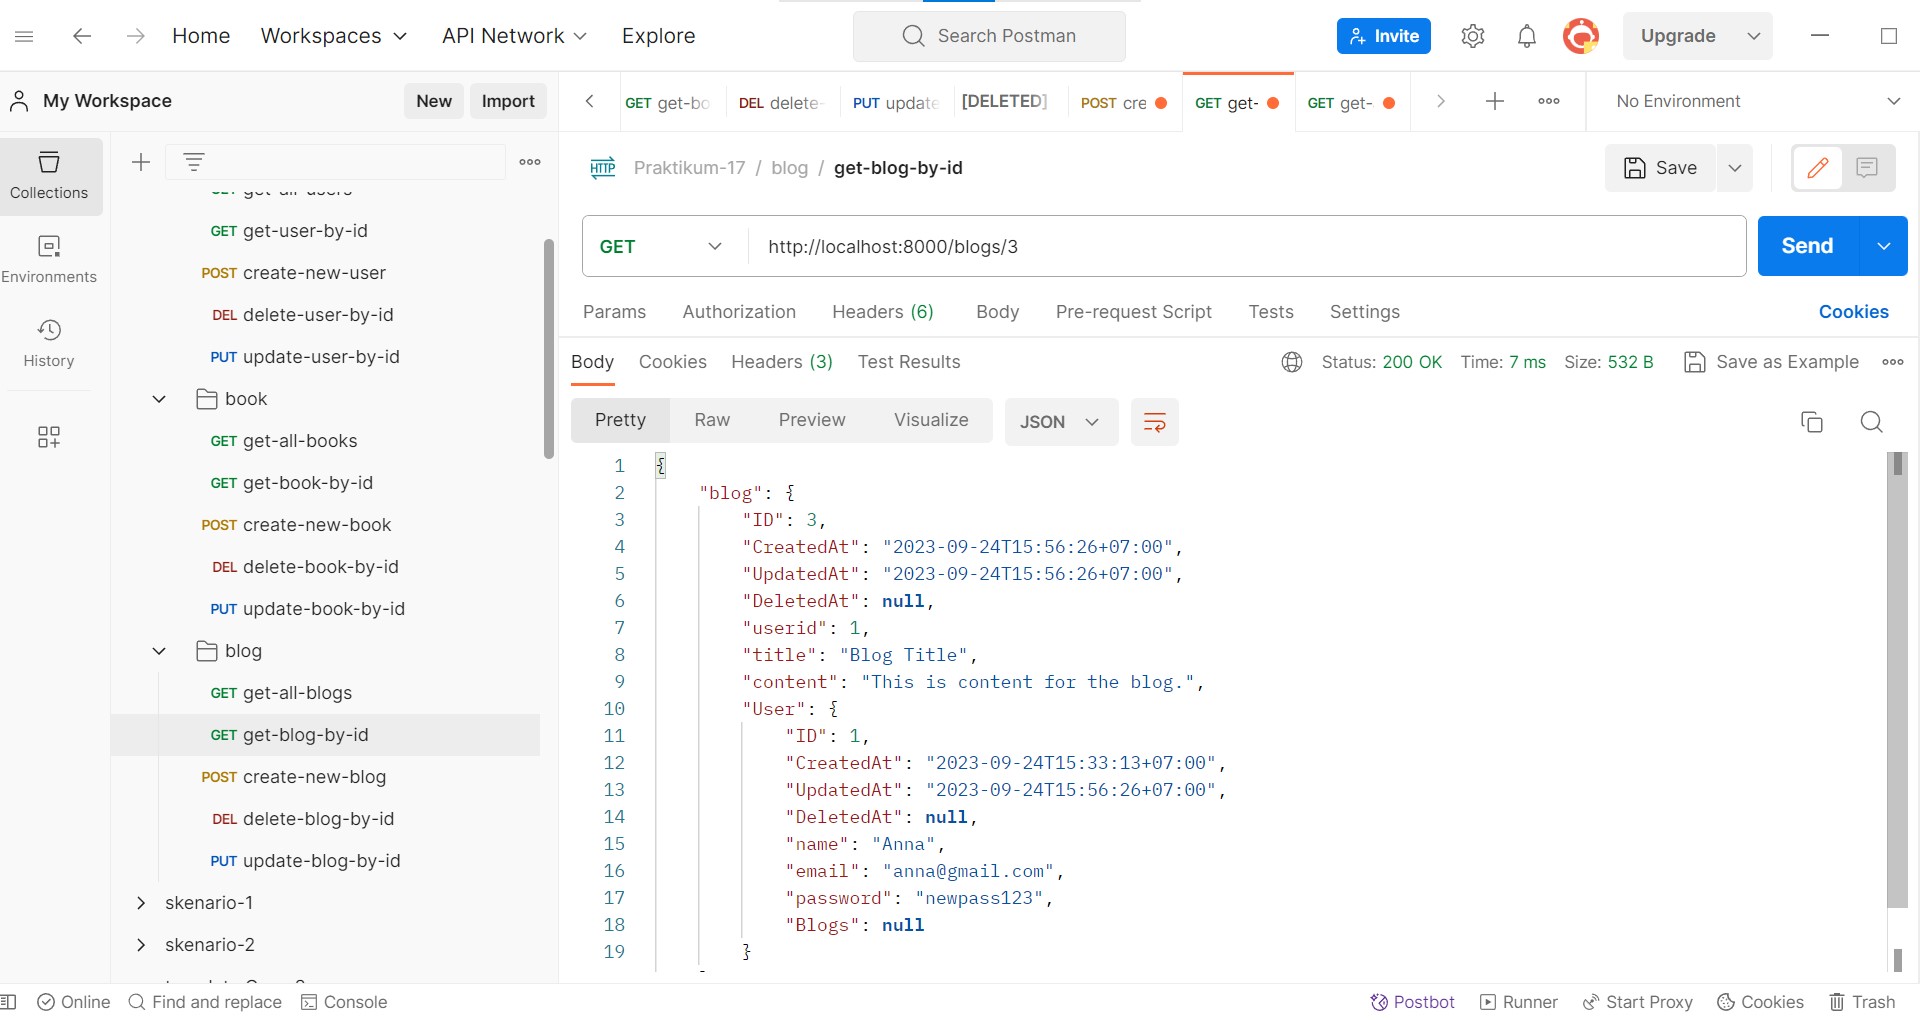 Home Workspaces API Network Explore Search Postman Invite Upgrade
My Workspace New Import GET get-bo DEL delete- PUT update [DELETED] POST cre GET get- GET get- No Environment
Collections
Environments
History
get-user-by-id
GET get-user-by-id
POST create-new-user
DEL delete-user-by-id
PUT update-user-by-id
book
GET get-all-books
GET get-book-by-id
POST create-new-book
DEL delete-book-by-id
PUT update-book-by-id
blog
GET get-all-blogs
GET get-blog-by-id
POST create-new-blog
DEL delete-blog-by-id
PUT update-blog-by-id
skenario-1
skenario-2
HTTP Praktikum-17 / blog / get-blog-by-id Save
GET http://localhost:8000/blogs/3 Send
Params Authorization Headers (6) Body Pre-request Script Tests Settings Cookies
Body Cookies Headers (3) Test Results Status: 200 OK Time: 7 ms Size: 532 B Save as Example
Pretty Raw Preview Visualize JSON
1 {
2 "blog": {
3 "ID": 3,
4 "CreatedAt": "2023-09-24T15:56:26+07:00",
5 "UpdatedAt": "2023-09-24T15:56:26+07:00",
6 "DeletedAt": null,
7 "userid": 1,
8 "title": "Blog Title",
9 "content": "This is content for the blog.",
10 "User": {
11 "ID": 1,
12 "CreatedAt": "2023-09-24T15:33:13+07:00",
13 "UpdatedAt": "2023-09-24T15:56:26+07:00",
14 "DeletedAt": null,
15 "name": "Anna",
16 "email": "anna@gmail.com",
17 "password": "newpass123",
18 "Blogs": null
19 }
Online Find and replace Console Postbot Runner Start Proxy Cookies Trash